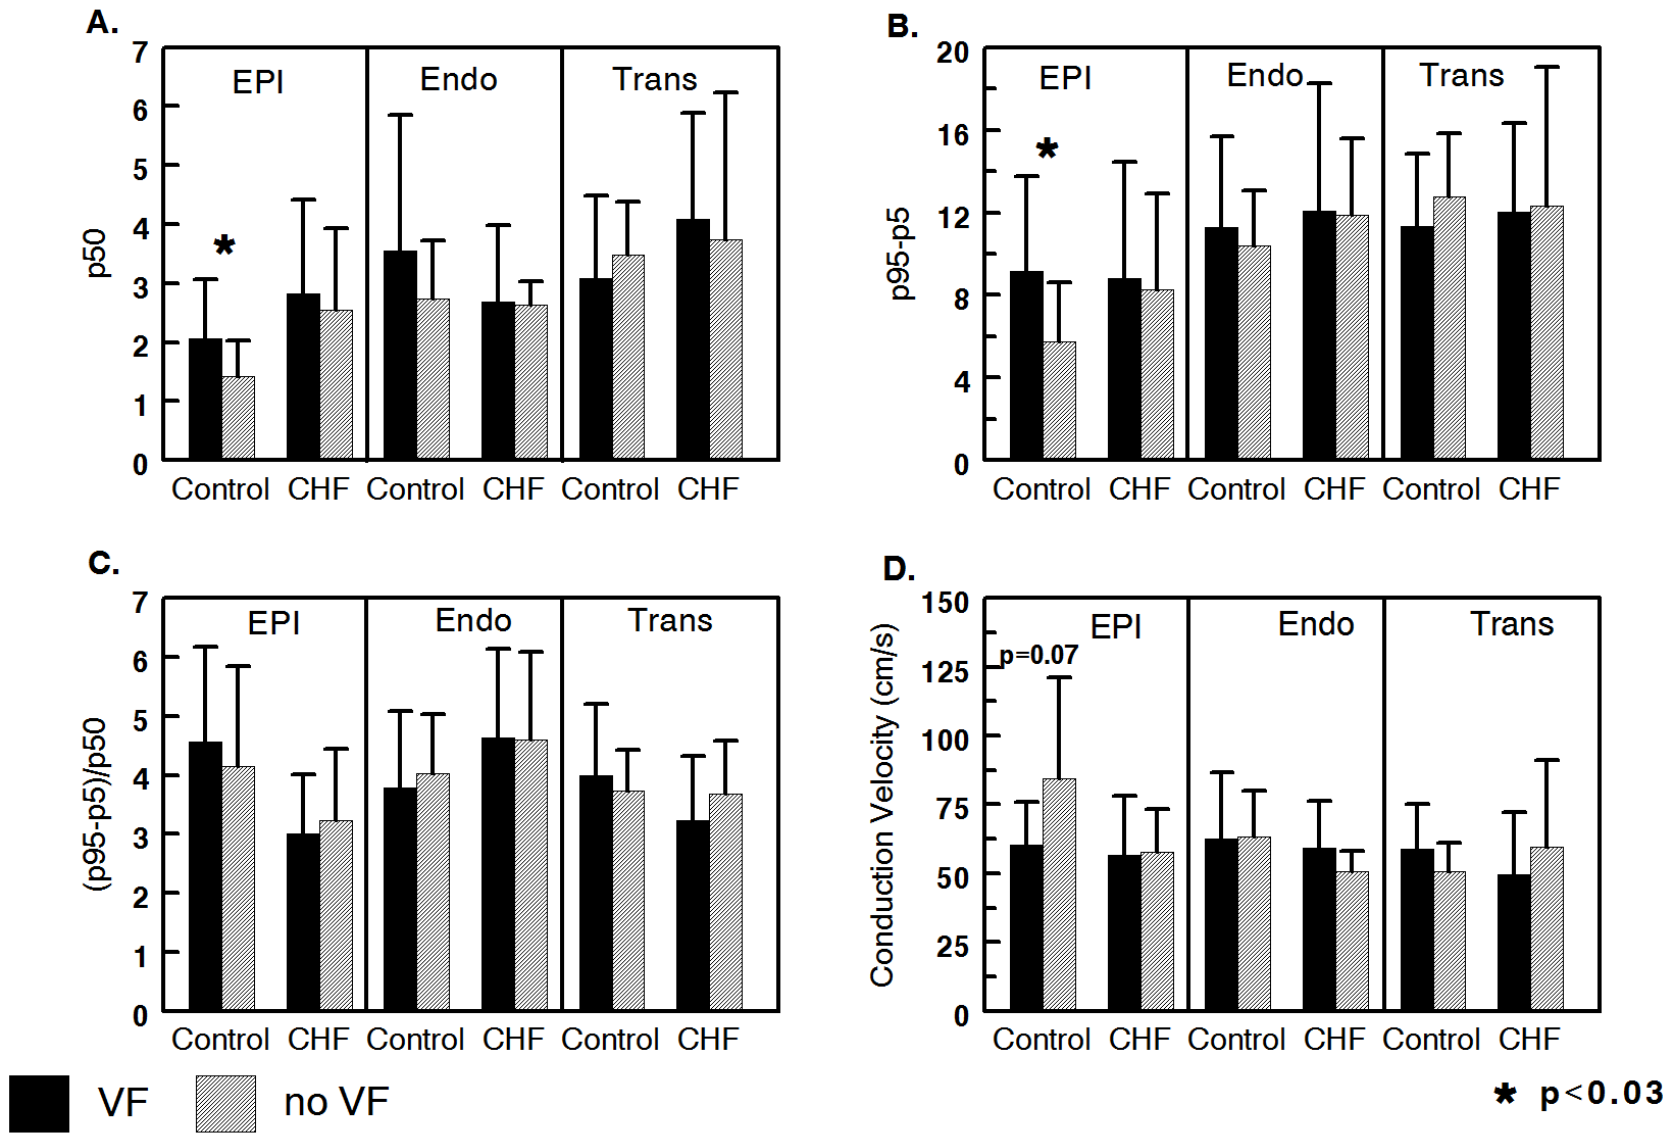 A.
7
6
5
4
3
2
1
0
p50
EPI
Endo
Trans
*
Control CHF Control CHF Control CHF
B.
20
16
12
8
4
0
p95-p5
EPI
Endo
Trans
*
Control CHF Control CHF Control CHF
C.
7
6
5
4
3
2
1
0
(p95-p5)/p50
EPI
Endo
Trans
Control CHF Control CHF Control CHF
D.
150
125
100
75
50
25
0
Conduction Velocity (cm/s)
EPI
Endo
Trans
p=0.07
Control CHF Control CHF Control CHF
VF
no VF
* p<0.03